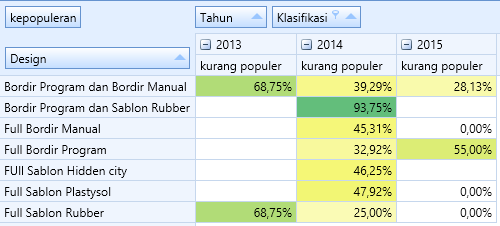 kepopuleran Tahun Klasifikasi
2013 2014 2015
Design kurang populer kurang populer kurang populer
Bordir Program dan Bordir Manual 68,75% 39,29% 28,13%
Bordir Program dan Sablon Rubber 93,75%
Full Bordir Manual 45,31% 0,00%
Full Bordir Program 32,92% 55,00%
FUll Sablon Hidden city 46,25%
Full Sablon Plastysol 47,92% 0,00%
Full Sablon Rubber 68,75% 25,00% 0,00%